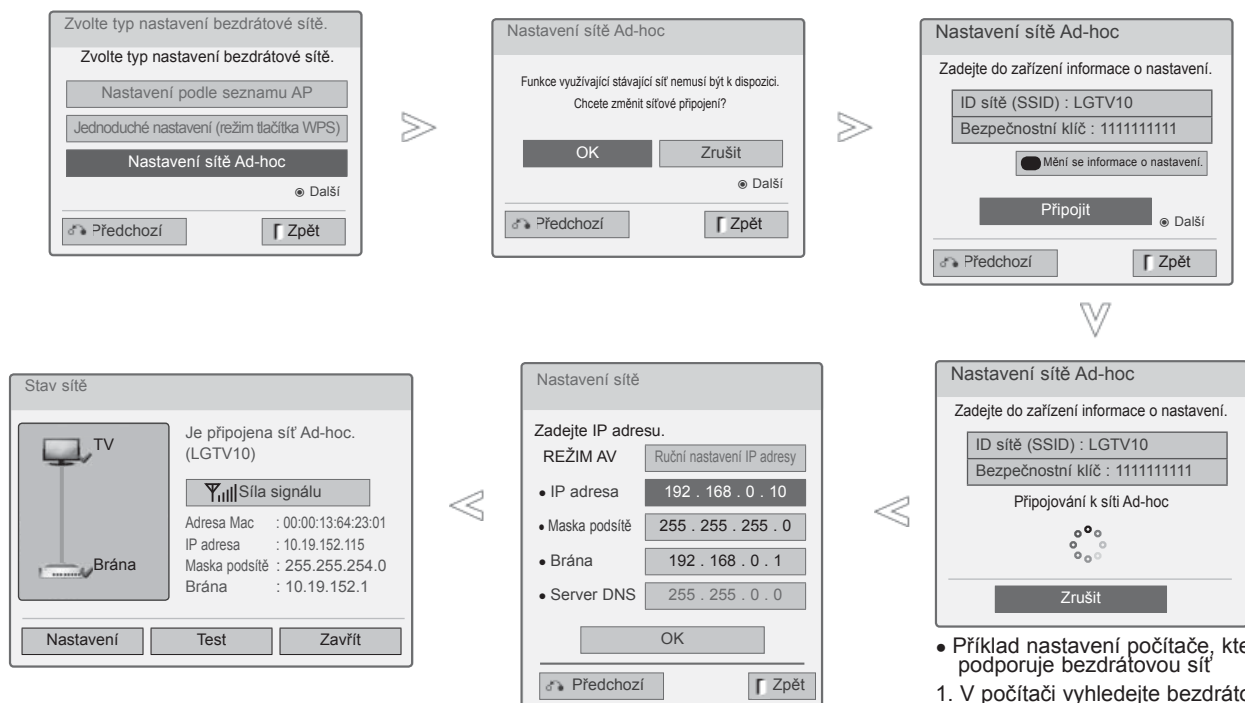 Zvolte typ nastavení bezdrátové sítě.
Zvolte typ nastavení bezdrátové sítě.
Nastavení podle seznamu AP
Jednoduché nastavení (režim tlačítka WPS)
Nastavení sítě Ad-hoc
Další
Předchozí
Zpět
Nastavení sítě Ad-hoc
Funkce využívající stávající síť nemusí být k dispozici.
Chcete změnit síťové připojení?
OK
Zrušit
Další
Předchozí
Zpět
Nastavení sítě Ad-hoc
Zadejte do zařízení informace o nastavení.
ID sítě (SSID) : LGTV10
Bezpečnostní klíč : 1111111111
Mění se informace o nastavení.
Připojit
Další
Předchozí
Zpět
Nastavení sítě Ad-hoc
Zadejte do zařízení informace o nastavení.
ID sítě (SSID) : LGTV10
Bezpečnostní klíč : 1111111111
Připojování k síti Ad-hoc
Zrušit
• Příklad nastavení počítače,
podporuje bezdrátovou síť
1. V počítači vyhledejte
Nastavení sítě
Zadejte IP adresu.
REŽIM AV Ruční nastavení IP adresy
• IP adresa 192 . 168 . 0 . 10
• Maska podsítě 255 . 255 . 255 . 0
• Brána 192 . 168 . 0 . 1
• Server DNS 255 . 255 . 0 . 0
OK
Předchozí
Zpět
Stav sítě
TV
Brána
Je připojena síť Ad-hoc.
(LGTV10)
Síla signálu
Adresa Mac : 00:00:13:64:23:01
IP adresa : 10.19.152.115
Maska podsítě : 255.255.254.0
Brána : 10.19.152.1
Nastavení
Test
Zavřít